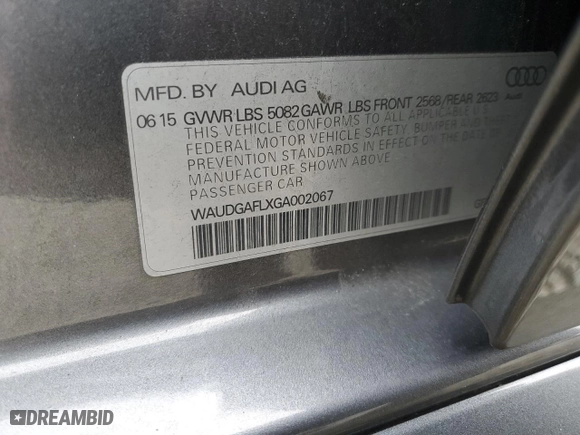 MFD. BY AUDI AG
06 15 GVWR LBS 5082 GAWR LBS FRONT 2568/REAR 2623
Audi
THIS VEHICLE CONFORMS TO ALL APPLICABLE U.S.
FEDERAL MOTOR VEHICLE SAFETY, BUMPER AND THEFT
PREVENTION STANDARDS IN EFFECT ON THE DATE OF
MANUFACTURE SHOWN ABOVE.
PASSENGER CAR
WAUDGAFLXGA002067
DREAMBID